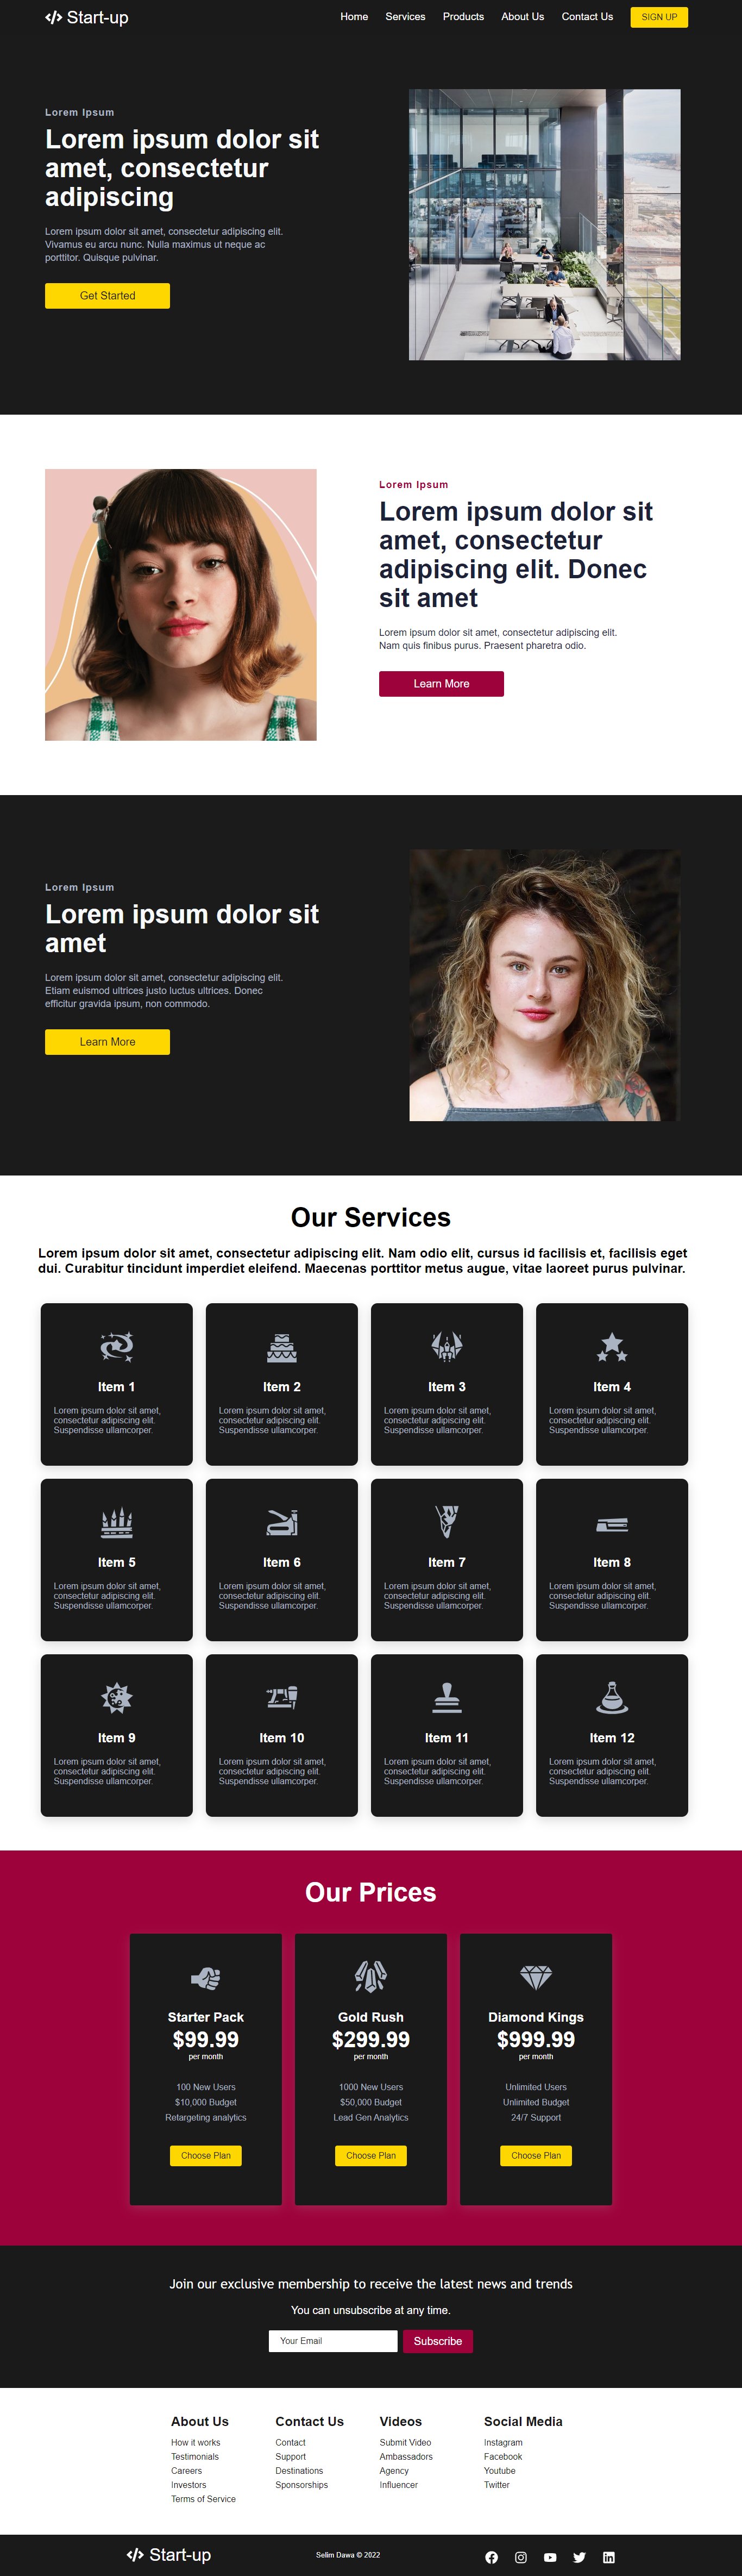 Start-up
Home Services Products About Us Contact Us SIGN UP
Lorem Ipsum
Lorem ipsum dolor sit
amet, consectetur
adipiscing
Lorem ipsum dolor sit amet, consectetur adipiscing elit.
Vivamus eu arcu nunc. Nulla maximus ut neque ac
porttitor. Quisque pulvinar.
Get Started
Lorem Ipsum
Lorem ipsum dolor sit
amet, consectetur
adipiscing elit. Donec
sit amet
Lorem ipsum dolor sit amet, consectetur adipiscing elit.
Nam quis finibus purus. Praesent pharetra odio.
Learn More
Lorem Ipsum
Lorem ipsum dolor sit
amet
Lorem ipsum dolor sit amet, consectetur adipiscing elit.
Etiam euismod ultrices justo luctus ultrices. Donec
efficitur gravida ipsum, non commodo.
Learn More
Our Services
Lorem ipsum dolor sit amet, consectetur adipiscing elit. Nam odio elit, cursus id facilisis et, facilisis eget
dui. Curabitur tincidunt imperdiet eleifend. Maecenas porttitor metus augue, vitae laoreet purus pulvinar.
Item 1
Lorem ipsum dolor sit amet,
consectetur adipiscing elit.
Suspendisse ullamcorper.
Item 2
Lorem ipsum dolor sit amet,
consectetur adipiscing elit.
Suspendisse ullamcorper.
Item 3
Lorem ipsum dolor sit amet,
consectetur adipiscing elit.
Suspendisse ullamcorper.
Item 4
Lorem ipsum dolor sit amet,
consectetur adipiscing elit.
Suspendisse ullamcorper.
Item 5
Lorem ipsum dolor sit amet,
consectetur adipiscing elit.
Suspendisse ullamcorper.
Item 6
Lorem ipsum dolor sit amet,
consectetur adipiscing elit.
Suspendisse ullamcorper.
Item 7
Lorem ipsum dolor sit amet,
consectetur adipiscing elit.
Suspendisse ullamcorper.
Item 8
Lorem ipsum dolor sit amet,
consectetur adipiscing elit.
Suspendisse ullamcorper.
Item 9
Lorem ipsum dolor sit amet,
consectetur adipiscing elit.
Suspendisse ullamcorper.
Item 10
Lorem ipsum dolor sit amet,
consectetur adipiscing elit.
Suspendisse ullamcorper.
Item 11
Lorem ipsum dolor sit amet,
consectetur adipiscing elit.
Suspendisse ullamcorper.
Item 12
Lorem ipsum dolor sit amet,
consectetur adipiscing elit.
Suspendisse ullamcorper.
Our Prices
Starter Pack
$99.99
per month
100 New Users
$10,000 Budget
Retargeting analytics
Choose Plan
Gold Rush
$299.99
per month
1000 New Users
$50,000 Budget
Lead Gen Analytics
Choose Plan
Diamond Kings
$999.99
per month
Unlimited Users
Unlimited Budget
24/7 Support
Choose Plan
Join our exclusive membership to receive the latest news and trends
You can unsubscribe at any time.
Your Email
Subscribe
About Us
How it works
Testimonials
Careers
Investors
Terms of Service
Contact Us
Contact
Support
Destinations
Sponsorships
Videos
Submit Video
Ambassadors
Agency
Influencer
Social Media
Instagram
Facebook
Youtube
Twitter
Start-up
Selim Dawa © 2022